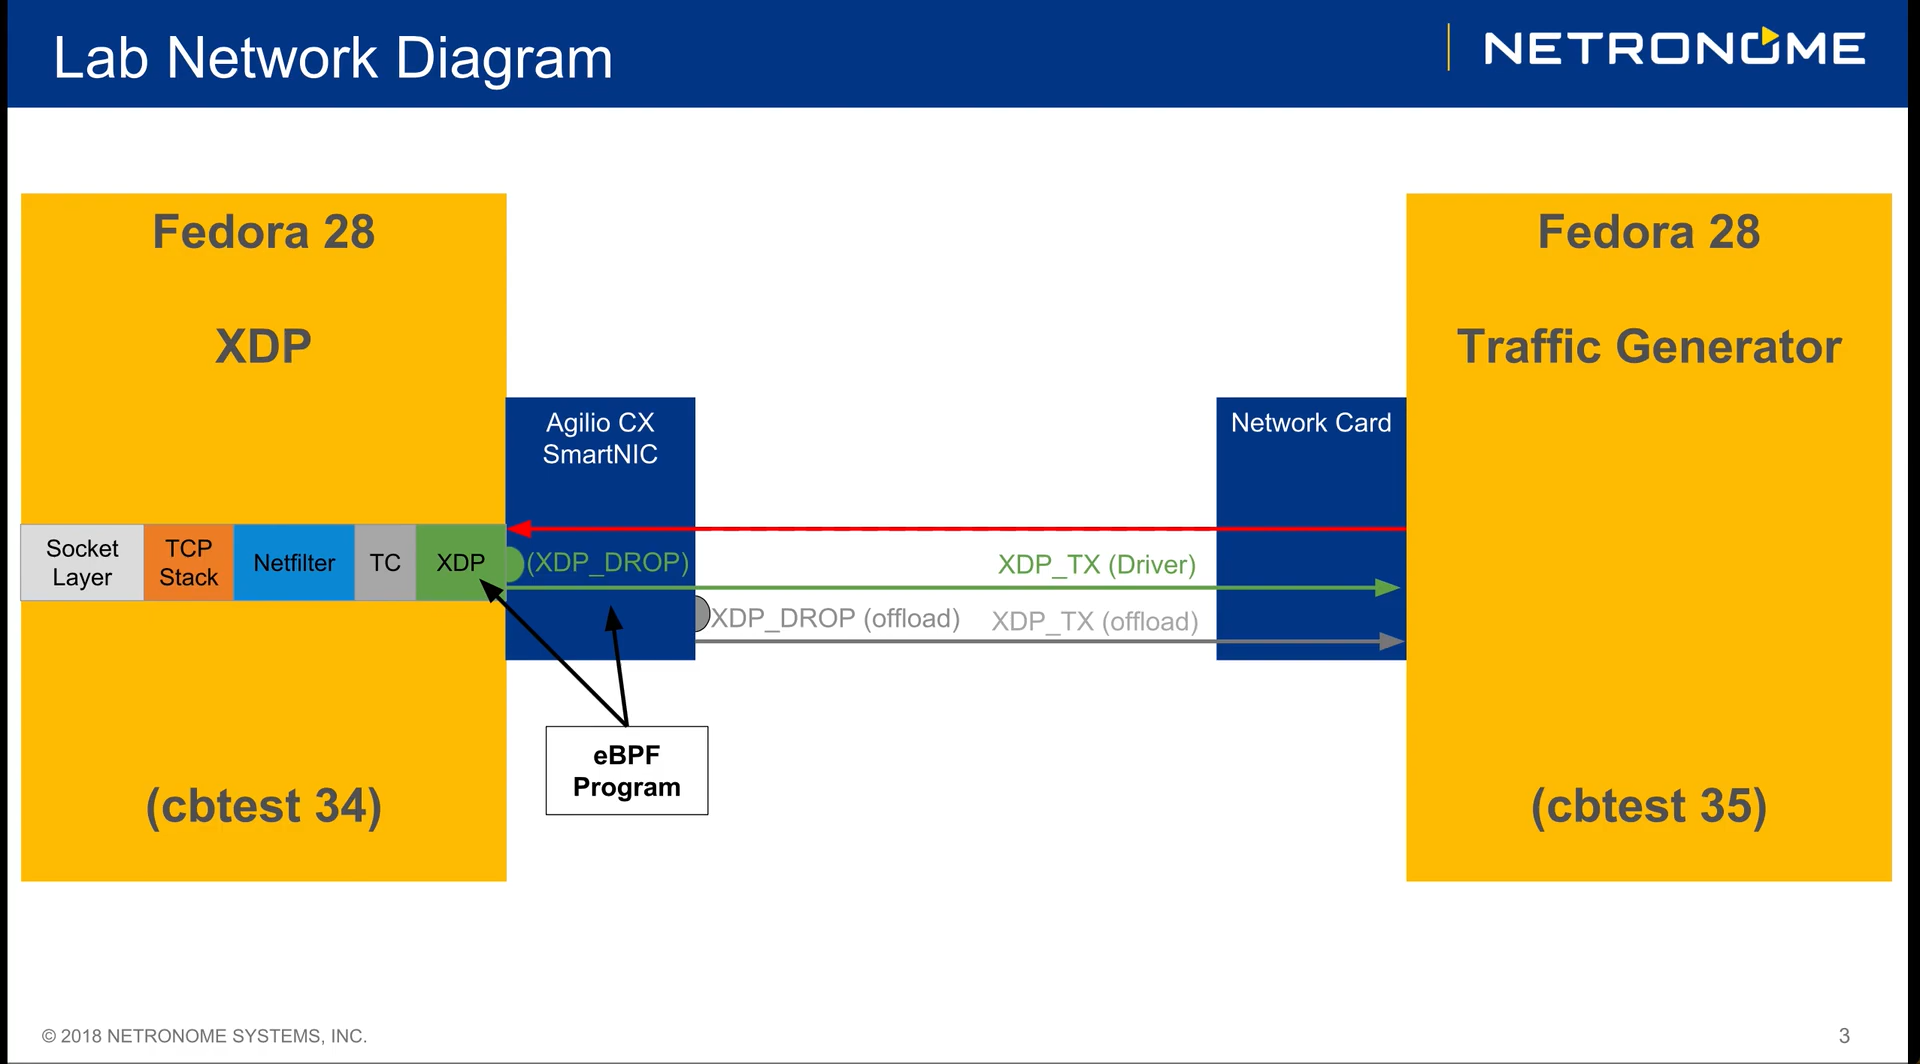 Lab Network Diagram
NETRONOME
Fedora 28
XDP
(cbtest 34)
Socket
Layer
TCP
Stack
Netfilter
TC
XDP
Agilio CX
SmartNIC
(XDP_DROP)
XDP_TX (Driver)
XDP_DROP (offload)
XDP_TX (offload)
eBPF
Program
Network Card
Fedora 28
Traffic Generator
(cbtest 35)
© 2018 NETRONOME SYSTEMS, INC.
3